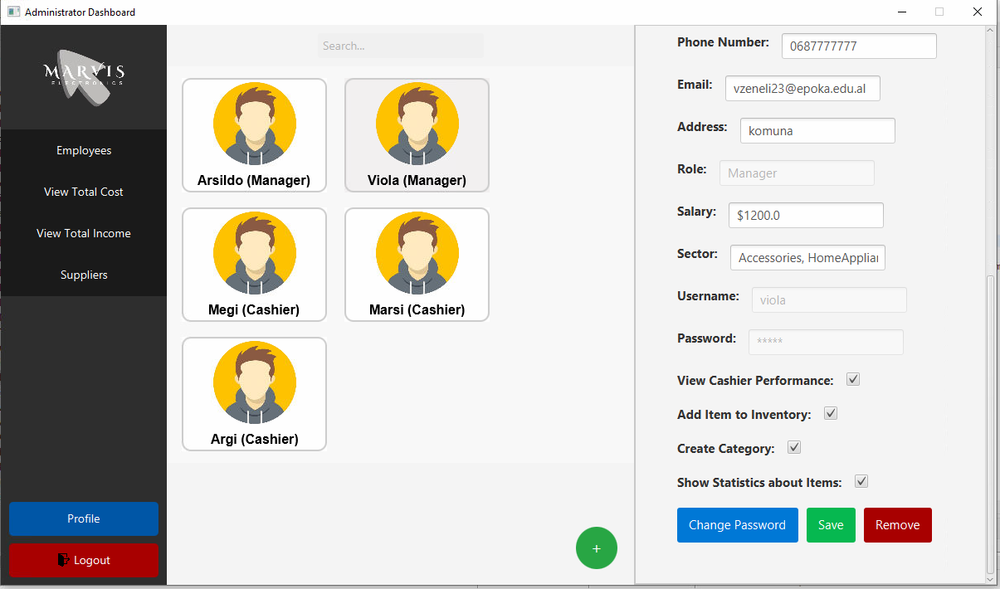 Administrator Dashboard
MARVIS
ELECTRONICS
Employees
View Total Cost
View Total Income
Suppliers
Profile
Logout
Search...
Arsildo (Manager)
Viola (Manager)
Megi (Cashier)
Marsi (Cashier)
Argi (Cashier)
+
Phone Number: 0687777777
Email: vzeneli23@epoka.edu.al
Address: komuna
Role: Manager
Salary: $1200.0
Sector: Accessories, HomeApplian
Username: viola
Password: *****
View Cashier Performance:
Add Item to Inventory:
Create Category:
Show Statistics about Items:
Change Password Save Remove